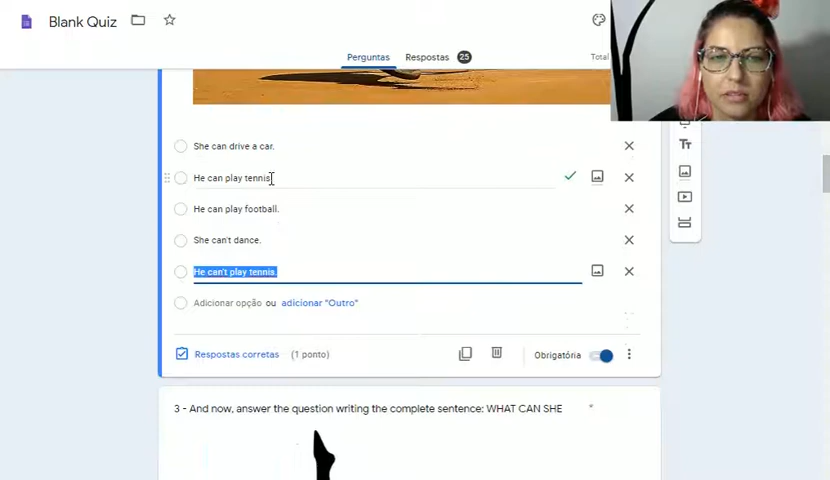 Blank Quiz
Perguntas
Respostas 25
Total
She can drive a car.
He can play tennis.
He can play football.
She can't dance.
He can't play tennis.
Adicionar opção ou adicionar "Outro"
Respostas corretas (1 ponto)
Obrigatória
3 - And now, answer the question writing the complete sentence: WHAT CAN SHE *
Tт